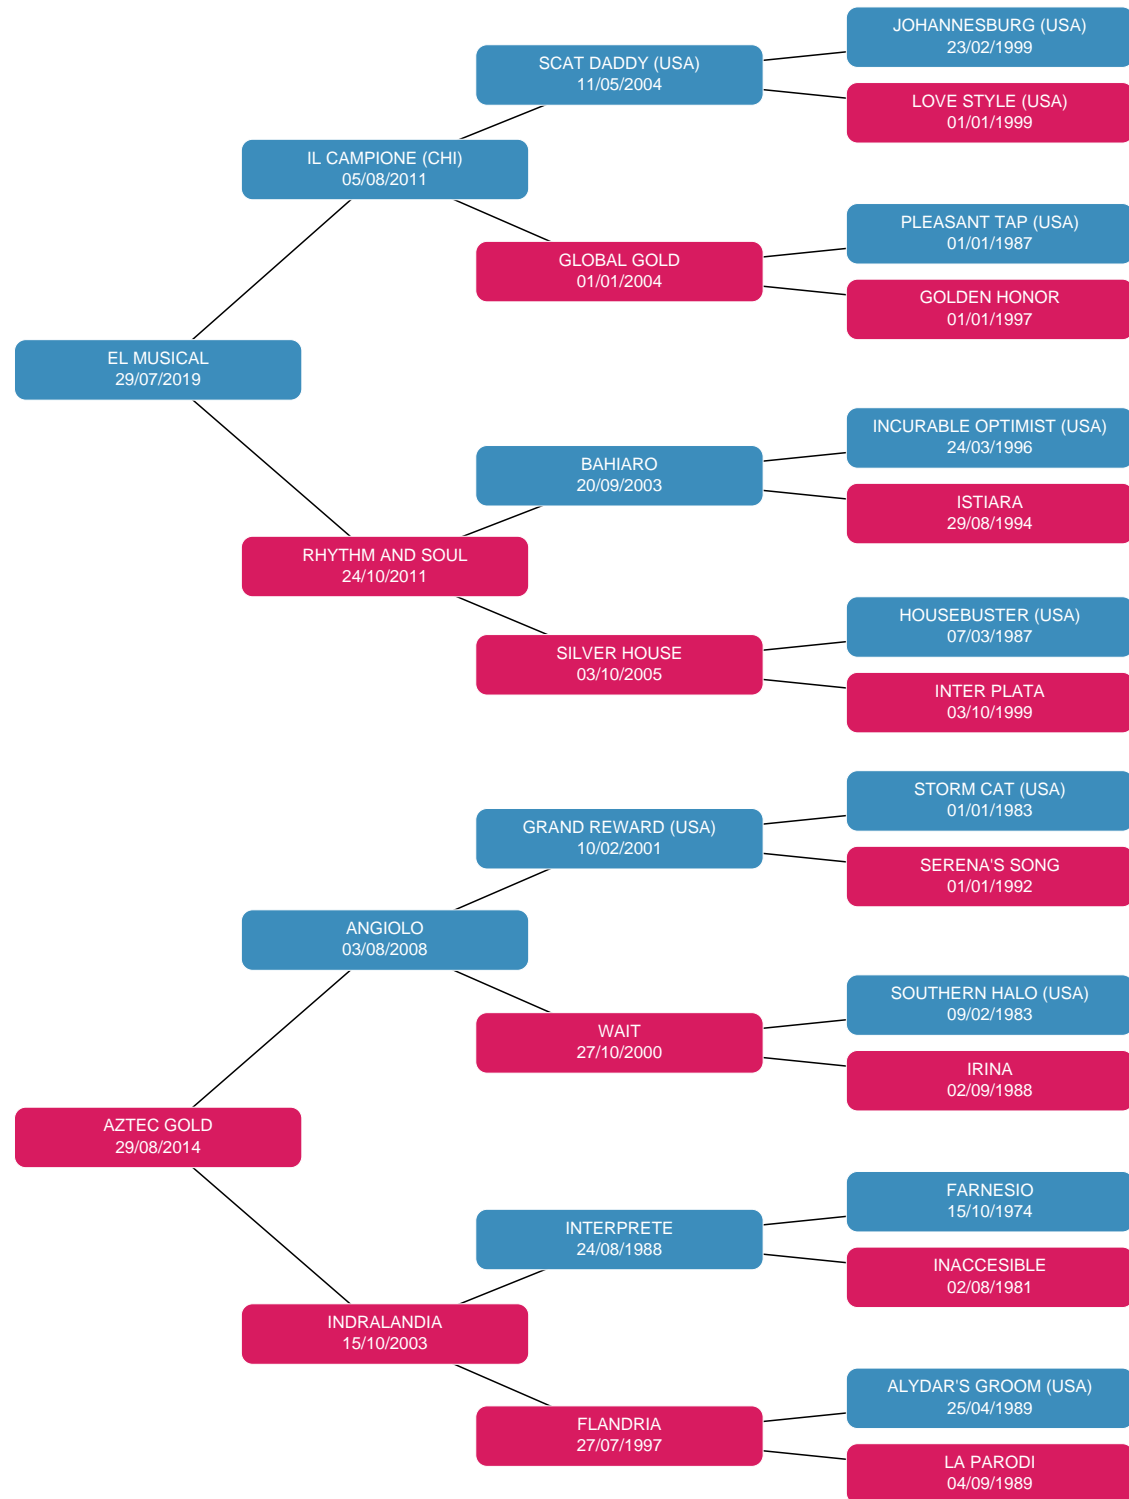 JOHANNESBURG (USA)
23/02/1999
SCAT DADDY (USA)
11/05/2004
LOVE STYLE (USA)
01/01/1999
IL CAMPIONE (CHI)
05/08/2011
PLEASANT TAP (USA)
01/01/1987
GLOBAL GOLD
01/01/2004
GOLDEN HONOR
01/01/1997
EL MUSICAL
29/07/2019
INCURABLE OPTIMIST (USA)
24/03/1996
BAHIARO
20/09/2003
ISTIARA
29/08/1994
RHYTHM AND SOUL
24/10/2011
HOUSEBUSTER (USA)
07/03/1987
SILVER HOUSE
03/10/2005
INTER PLATA
03/10/1999
STORM CAT (USA)
01/01/1983
GRAND REWARD (USA)
10/02/2001
SERENA'S SONG
01/01/1992
ANGIOLO
03/08/2008
SOUTHERN HALO (USA)
09/02/1983
WAIT
27/10/2000
IRINA
02/09/1988
AZTEC GOLD
29/08/2014
FARNESIO
15/10/1974
INTERPRETE
24/08/1988
INACCESIBLE
02/08/1981
INDRALANDIA
15/10/2003
ALYDAR'S GROOM (USA)
25/04/1989
FLANDRIA
27/07/1997
LA PARODI
04/09/1989